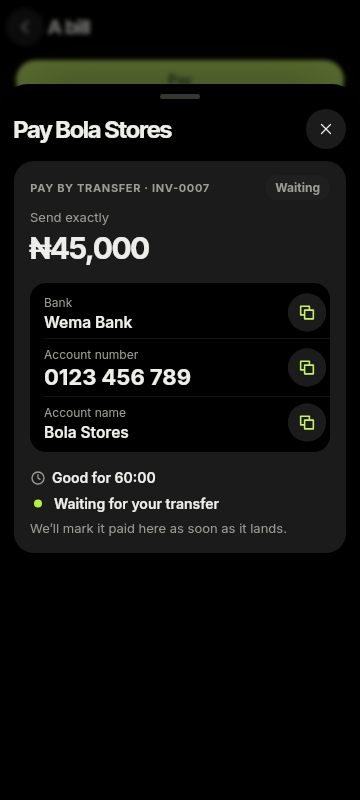 A bill
Pay
Pay Bola Stores
PAY BY TRANSFER · INV-0007
Waiting
Send exactly
₦45,000
Bank
Wema Bank
Account number
0123 456 789
Account name
Bola Stores
Good for 60:00
Waiting for your transfer
We'll mark it paid here as soon as it lands.